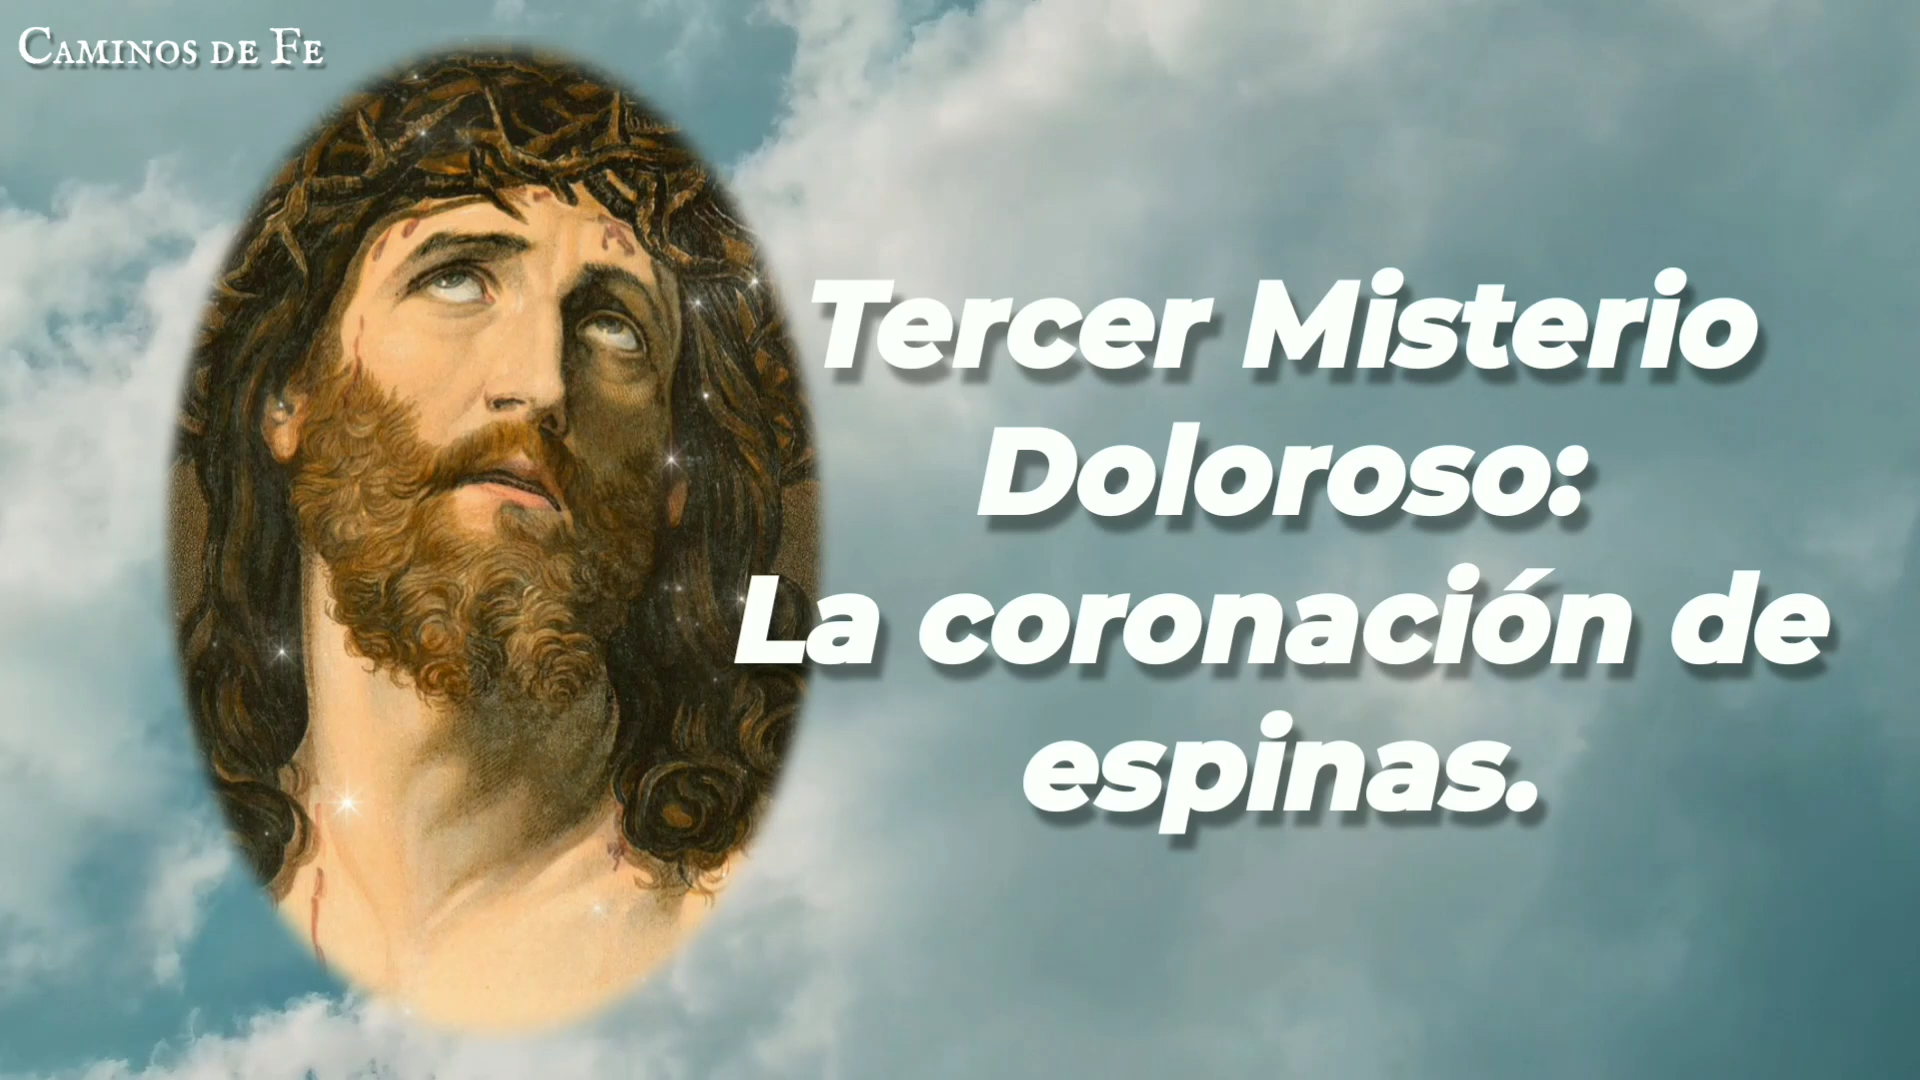 Caminos de Fe
Tercer Misterio
Doloroso:
La coronación de
espinas.